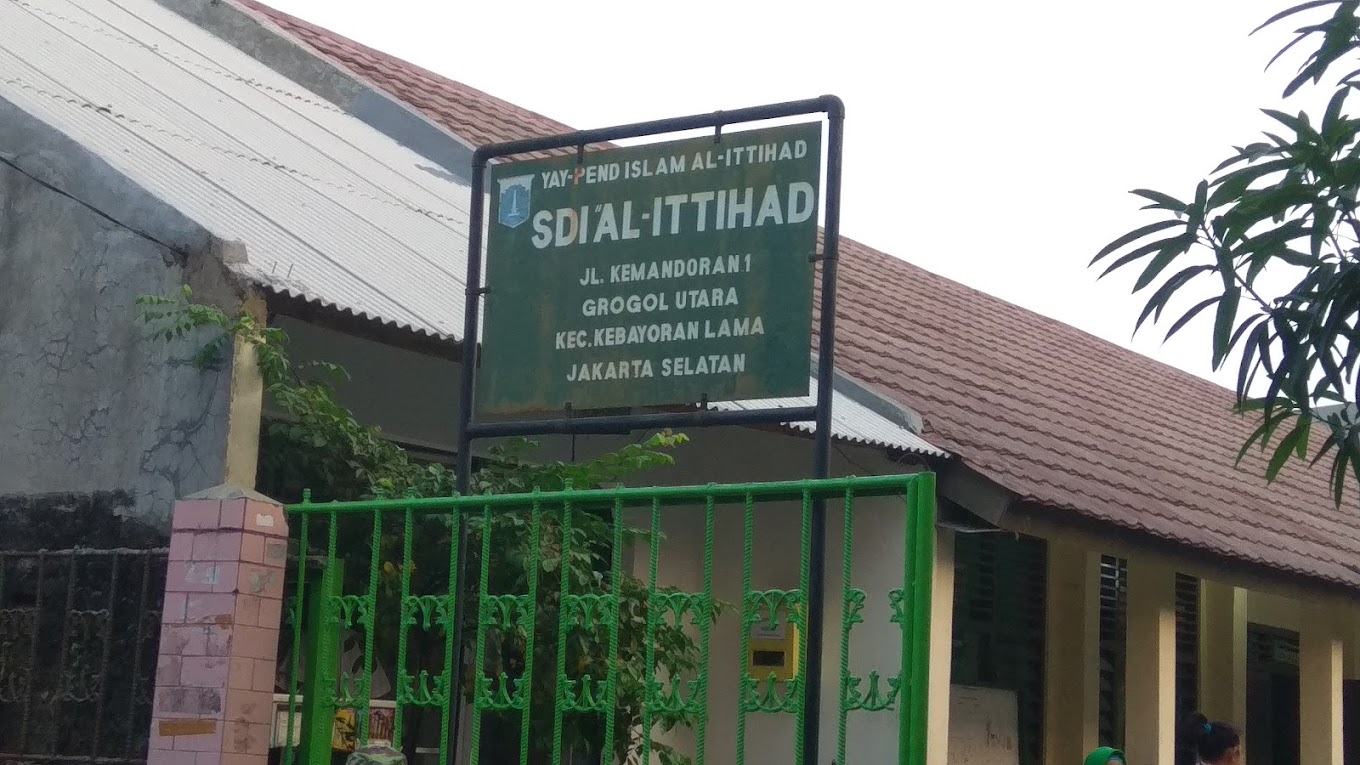 YAY-PEND ISLAM AL-ITTIHAD
SDI "AL-ITTIHAD
JL. KEMANDORAN.1
GROGOL UTARA
KEC.KEBAYORAN LAMA
JAKARTA SELATAN